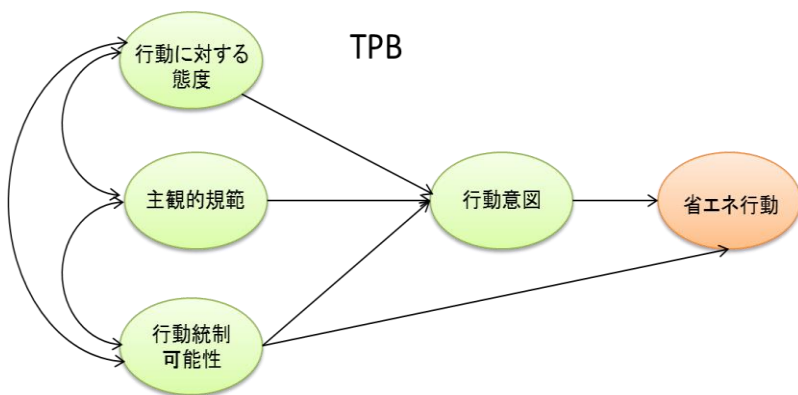 TPB
行動に対する
態度
主観的規範
行動意図
省エネ行動
行動統制
可能性